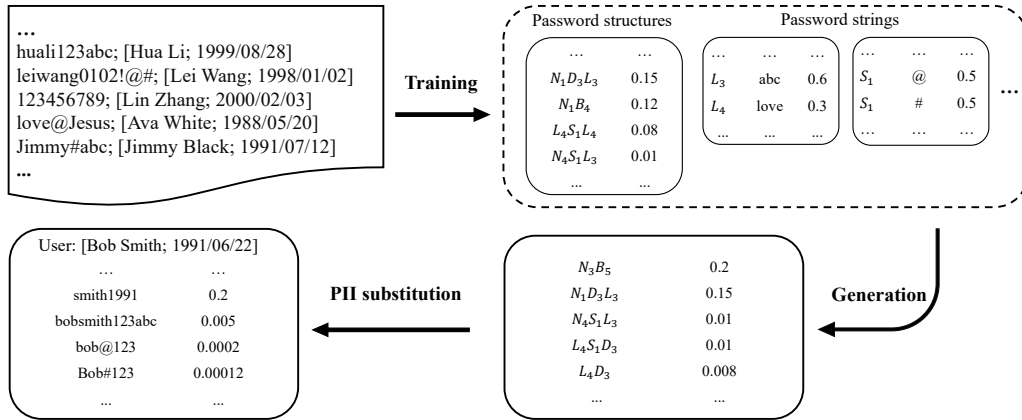 ...
huali123abc; [Hua Li; 1999/08/28]
leiwang0102!@#; [Lei Wang; 1998/01/02]
123456789; [Lin Zhang; 2000/02/03]
love@Jesus; [Ava White; 1988/05/20]
Jimmy#abc; [Jimmy Black; 1991/07/12]
...
Training
Password structures
... ...
N₁D₃L₃ 0.15
N₁B₄ 0.12
L₄S₁L₄ 0.08
N₄S₁L₃ 0.01
... ...
Password strings
... ... ...
L₃ abc 0.6
L₄ love 0.3
... ... ...
... ... ...
S₁ @ 0.5
S₁ # 0.5
... ... ...
...
Generation
N₃B₅ 0.2
N₁D₃L₃ 0.15
N₄S₁L₃ 0.01
L₄S₁D₃ 0.01
L₄D₃ 0.008
... ...
PII substitution
User: [Bob Smith; 1991/06/22]
... ...
smith1991 0.2
bobsmith123abc 0.005
bob@123 0.0002
Bob#123 0.00012
... ...